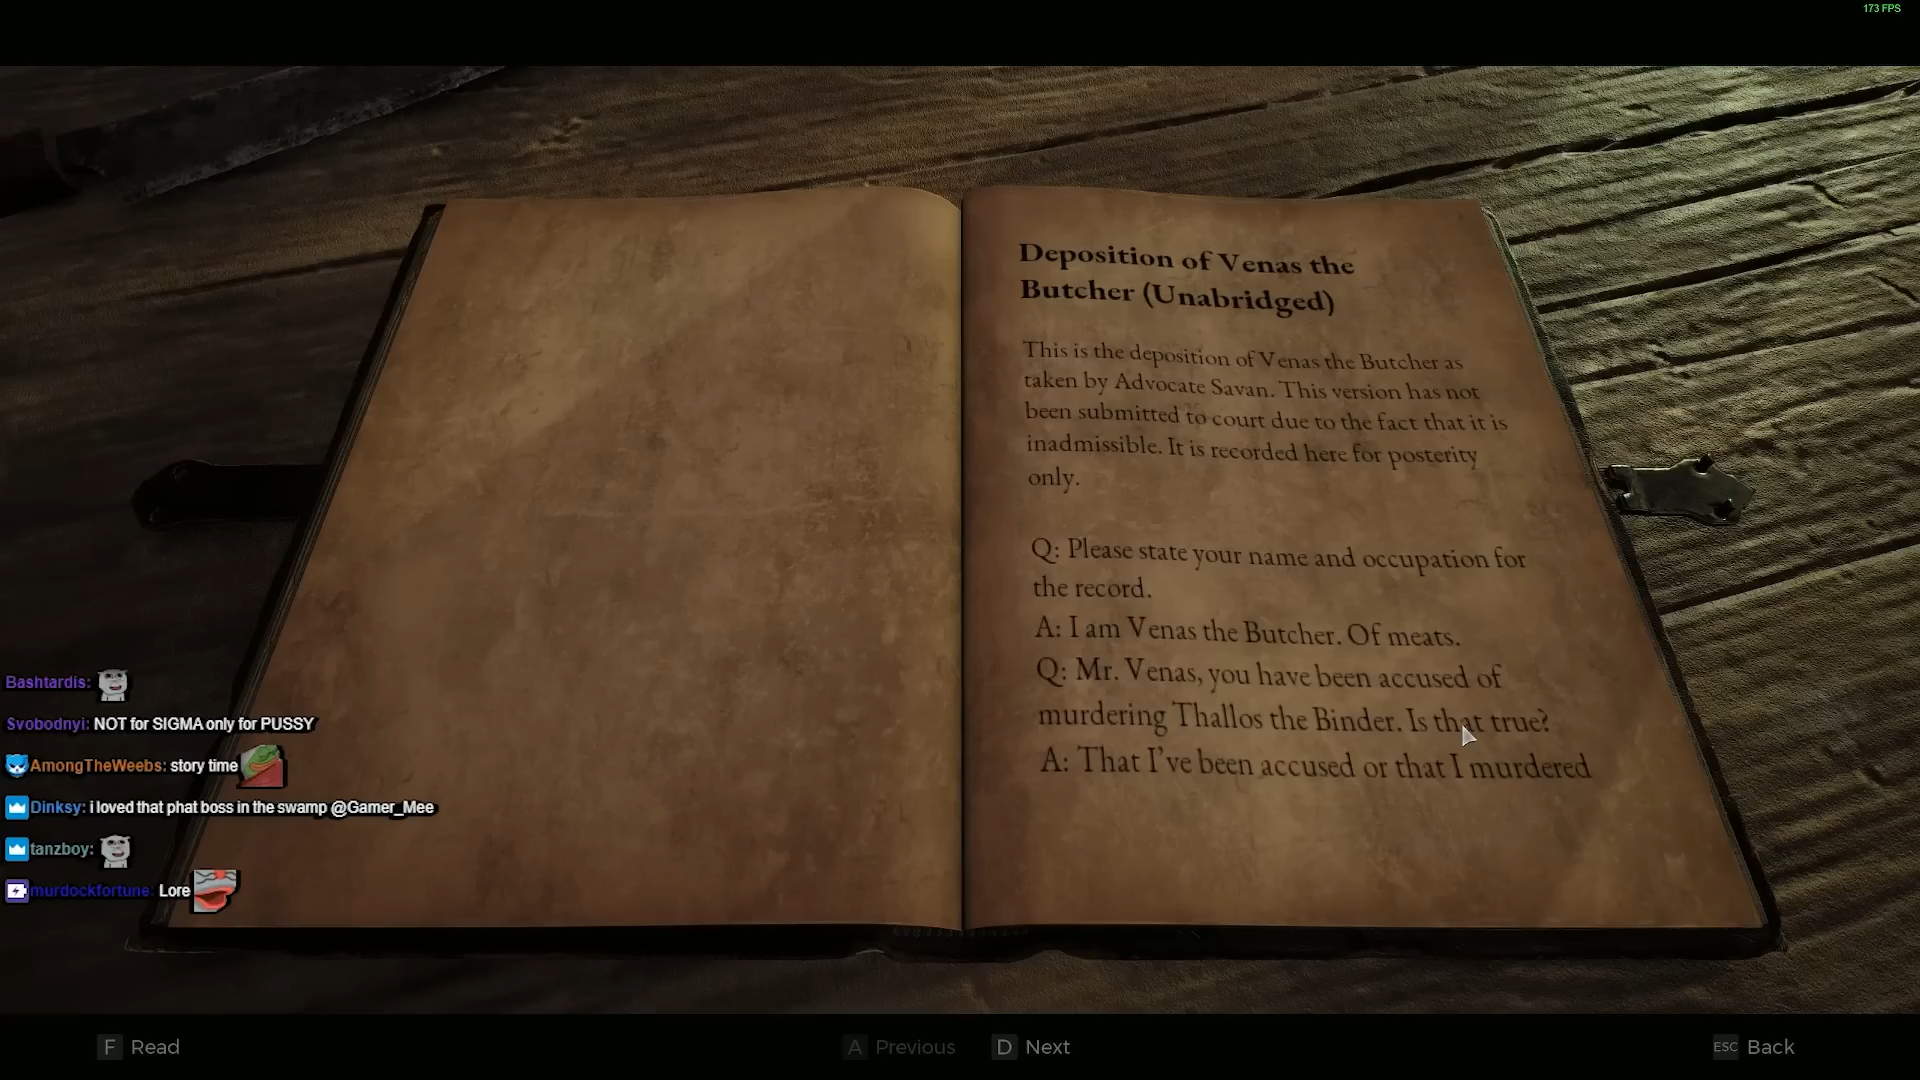 173 FPS
Deposition of Venas the
Butcher (Unabridged)
This is the deposition of Venas the Butcher as
taken by Advocate Savan. This version has not
been submitted to court due to the fact that it is
inadmissible. It is recorded here for posterity
only.
Q: Please state your name and occupation for
the record.
A: I am Venas the Butcher. Of meats.
Q: Mr. Venas, you have been accused of
murdering Thallos the Binder. Is that true?
A: That I've been accused or that I murdered
Bashtardis:
Svobodnyi: NOT for SIGMA only for PUSSY
AmongTheWeebs: story time
Dinksy: i loved that phat boss in the swamp @Gamer_Mee
tanzboy:
murdockfortune: Lore
F Read
A Previous
D Next
ESC Back